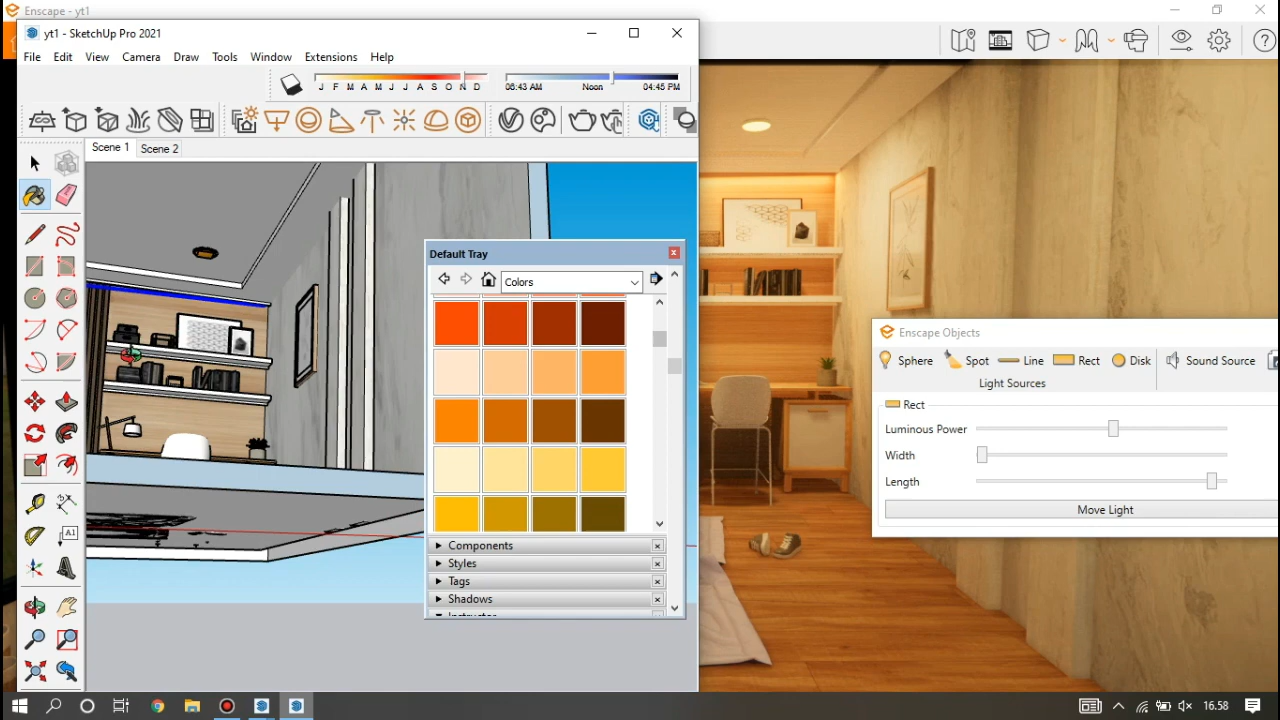 Enscape - yt1
yt1 - SketchUp Pro 2021
File Edit View Camera Draw Tools Window Extensions Help
J F M A M J J A S O N D
06:43 AM Noon 04:45 PM
Scene 1 Scene 2
Default Tray
Colors
Components
Styles
Tags
Shadows
Instructor
A1
Enscape Objects
Sphere Spot Line Rect Disk Sound Source
Light Sources
Rect
Luminous Power
Width
Length
Move Light
16.58